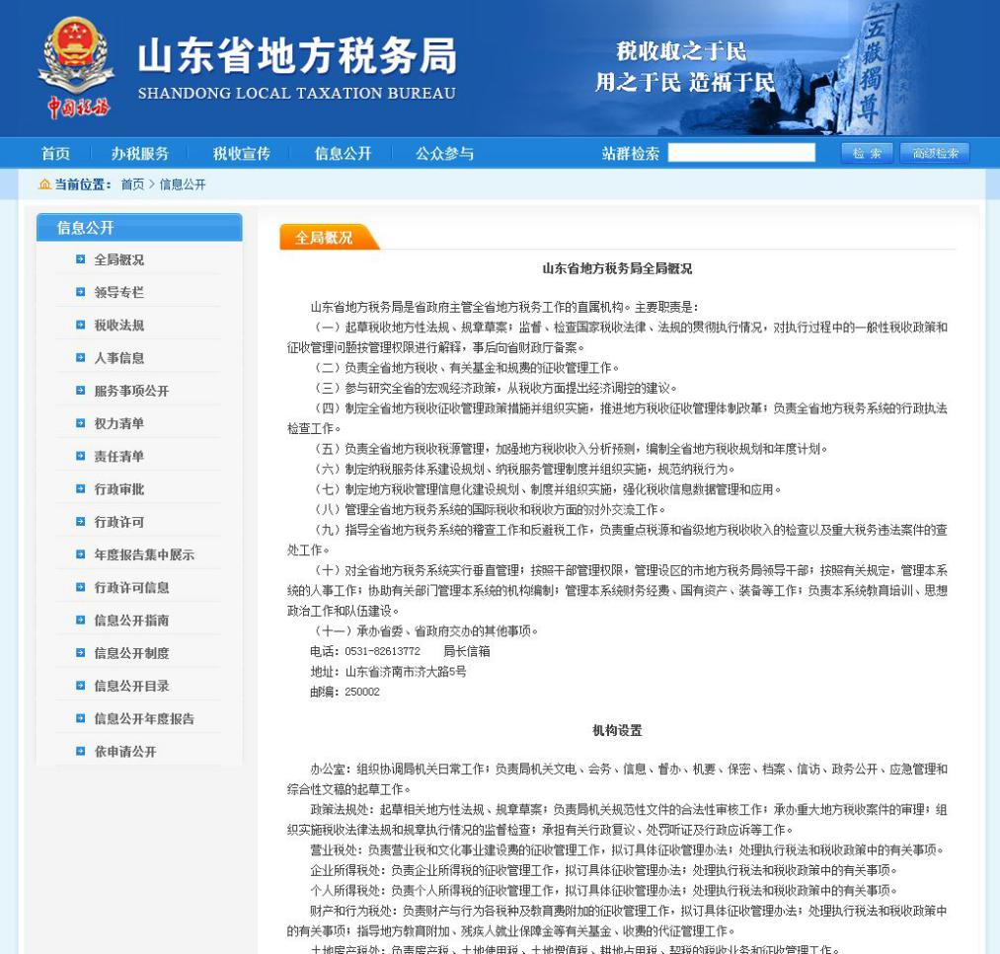 山东省地方税务局
SHANDONG LOCAL TAXATION BUREAU
中国税务
税收取之于民
用之于民 造福于民
五嶽獨尊
首页 办税服务 税收宣传 信息公开 公众参与 站群检索 检 索 高级检索
当前位置： 首页 > 信息公开
信息公开
全局概况
领导专栏
税收法规
人事信息
服务事项公开
权力清单
责任清单
行政审批
行政许可
年度报告集中展示
行政许可信息
信息公开指南
信息公开制度
信息公开目录
信息公开年度报告
依申请公开
全局概况
山东省地方税务局全局概况
山东省地方税务局是省政府主管全省地方税务工作的直属机构。主要职责是：
（一）起草税收地方性法规、规章草案；监督、检查国家税收法律、法规的贯彻执行情况，对执行过程中的一般性税收政策和
征收管理问题按管理权限进行解释，事后向省财政厅备案。
（二）负责全省地方税收、有关基金和规费的征收管理工作。
（三）参与研究全省的宏观经济政策，从税收方面提出经济调控的建议。
（四）制定全省地方税收征收管理政策措施并组织实施，推进地方税收征收管理体制改革；负责全省地方税务系统的行政执法
检查工作。
（五）负责全省地方税收税源管理，加强地方税收收入分析预测，编制全省地方税收规划和年度计划。
（六）制定纳税服务体系建设规划、纳税服务管理制度并组织实施，规范纳税行为。
（七）制定地方税收管理信息化建设规划、制度并组织实施，强化税收信息数据管理和应用。
（八）管理全省地方税务系统的国际税收和税收方面的对外交流工作。
（九）指导全省地方税务系统的稽查工作和反避税工作，负责重点税源和省级地方税收收入的检查以及重大税务违法案件的查
处工作。
（十）对全省地方税务系统实行垂直管理；按照干部管理权限，管理设区的市地方税务局领导干部；按照有关规定，管理本系
统的人事工作；协助有关部门管理本系统的机构编制；管理本系统财务经费、国有资产、装备等工作；负责本系统教育培训、思想
政治工作和队伍建设。
（十一）承办省委、省政府交办的其他事项。
电话：0531-82613772 局长信箱
地址：山东省济南市济大路5号
邮编：250002
机构设置
办公室：组织协调局机关日常工作；负责局机关文电、会务、信息、督办、机要、保密、档案、信访、政务公开、应急管理和
综合性文稿的起草工作。
政策法规处：起草相关地方性法规、规章草案；负责局机关规范性文件的合法性审核工作；承办重大地方税收案件的审理；组
织实施税收法律法规和规章执行情况的监督检查；承担有关行政复议、处罚听证及行政应诉等工作。
营业税处：负责营业税和文化事业建设费的征收管理工作，拟订具体征收管理办法；处理执行税法和税收政策中的有关事项。
企业所得税处：负责企业所得税的征收管理工作，拟订具体征收管理办法；处理执行税法和税收政策中的有关事项。
个人所得税处：负责个人所得税的征收管理工作，拟订具体征收管理办法；处理执行税法和税收政策中的有关事项。
财产和行为税处：负责财产与行为各税种及教育费附加的征收管理工作，拟订具体征收管理办法；处理执行税法和税收政策中
的有关事项；指导地方教育附加、残疾人就业保障金等有关基金、收费的代征管理工作。
土地房产税处：负责房产税、土地使用税、土地增值税、耕地占用税、契税的税收业务和征收管理工作。